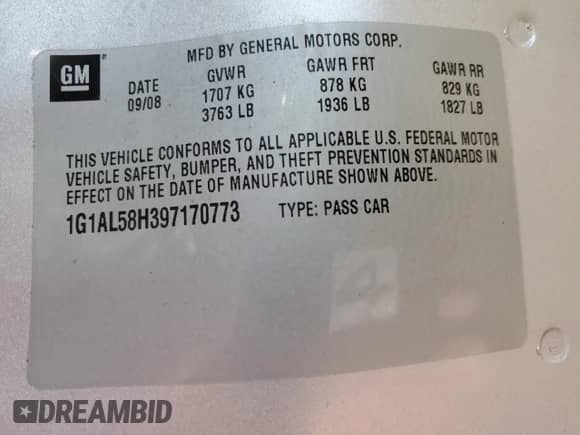 GM
MFD BY GENERAL MOTORS CORP.
DATE GVWR GAWR FRT GAWR RR
09/08 1707 KG 878 KG 829 KG
3763 LB 1936 LB 1827 LB
THIS VEHICLE CONFORMS TO ALL APPLICABLE U.S. FEDERAL MOTOR
VEHICLE SAFETY, BUMPER, AND THEFT PREVENTION STANDARDS IN
EFFECT ON THE DATE OF MANUFACTURE SHOWN ABOVE.
1G1AL58H397170773 TYPE: PASS CAR
DREAMBID